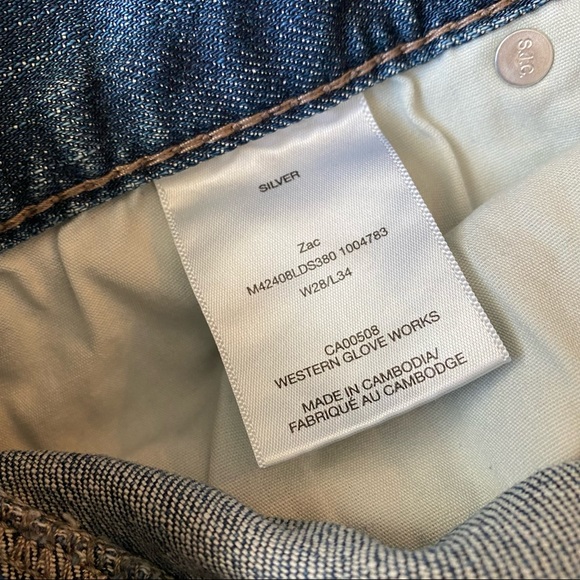 S.J.C.
SILVER
Zac
M42408LDS380 1004783
W28/L34
CA00508
WESTERN GLOVE WORKS
MADE IN CAMBODIA/
FABRIQUÉ AU CAMBODGE